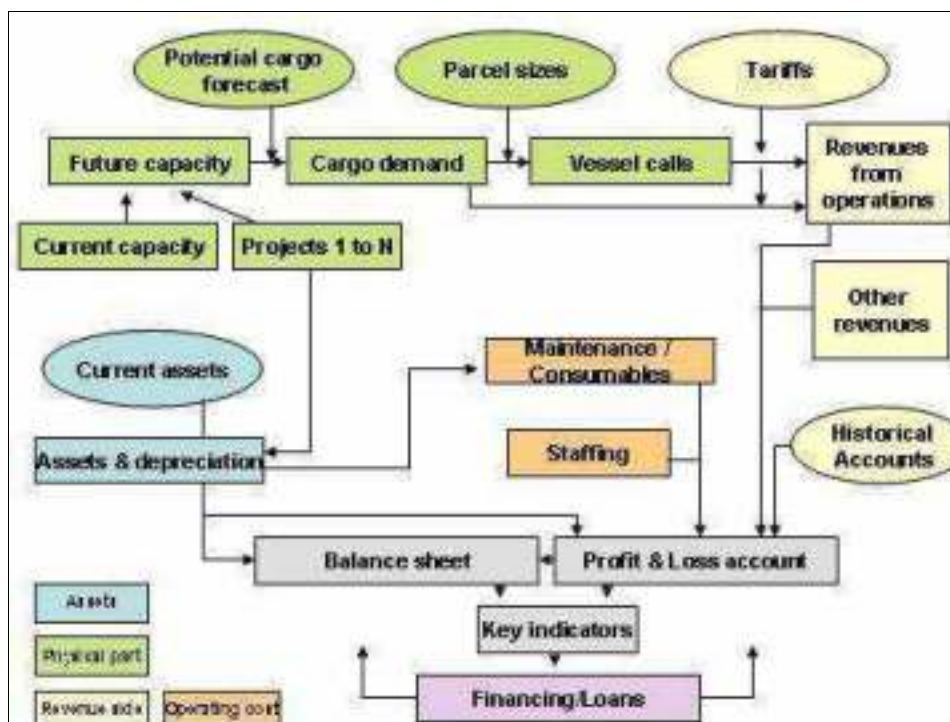 Potential cargo
forecast
Parcel sizes
Tariffs
Future capacity
Cargo demand
Vessel calls
Revenues
from
operations
Current capacity
Projects 1 to N
Other
revenues
Current assets
Maintenance /
Consumables
Historical
Accounts
Staffing
Assets & depreciation
Balance sheet
Profit & Loss account
Assets
Key indicators
Physical part
Financing/Loans
Revenue side
Operating cost